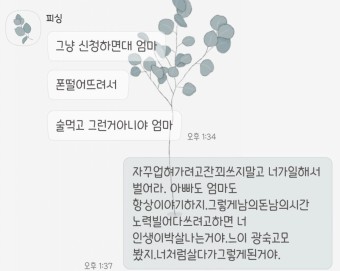 피싱
그냥 신청하면대 엄마
폰떨어뜨려서
술먹고 그런거아니야 엄마
오후 1:34
자꾸업혀가려고잔꾀쓰지말고 너가일해서
벌어라. 아빠도 엄마도
항상이야기하지.그렇게남의돈남의시간
노력빌어다쓰려고하면 너
인생이박살나는거야.느이 광숙고모
봤지.너처럼살다가그렇게된거야.
오후 1:37